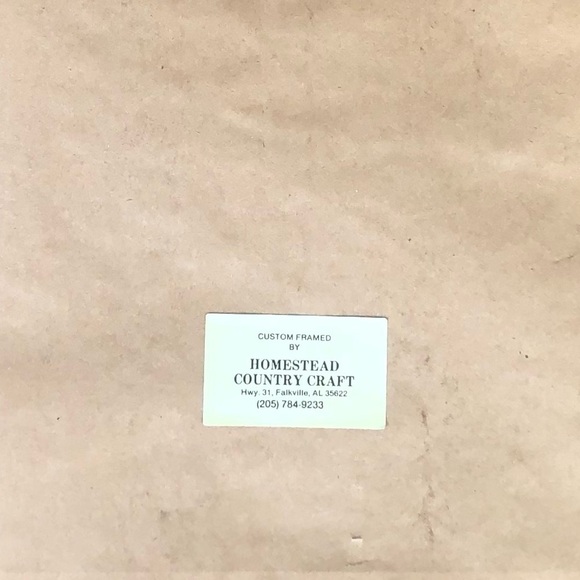 CUSTOM FRAMED
BY
HOMESTEAD
COUNTRY CRAFT
Hwy. 31, Falkville, AL 35622
(205) 784-9233